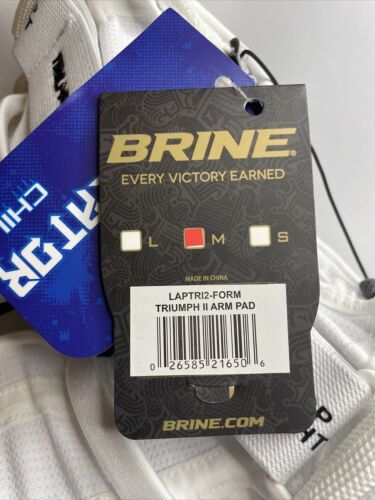 BRINE®
EVERY VICTORY EARNED
L M S
MADE IN CHINA
LAPTRI2-FORM
TRIUMPH II ARM PAD
0 26585 21650 6
BRINE.COM